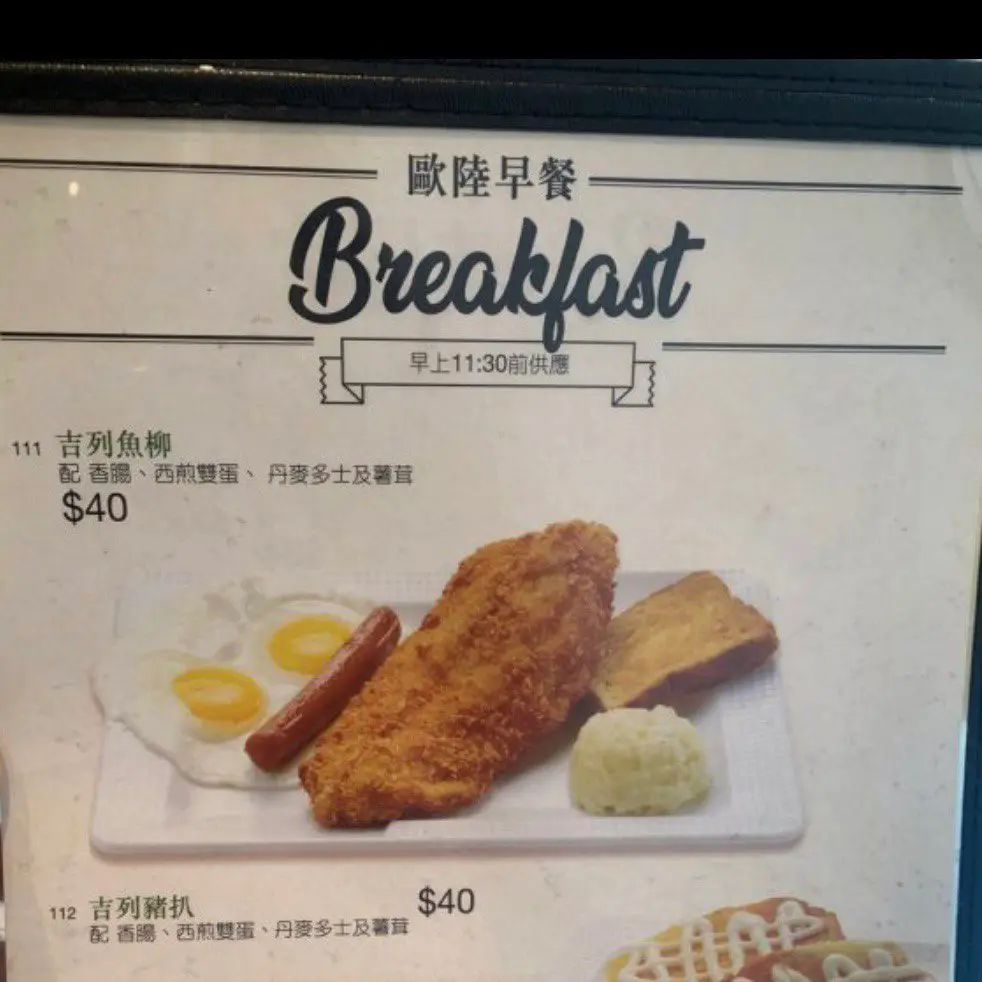 歐陸早餐
Breakfast
早上11:30前供應
111 吉列魚柳
配 香腸、西煎雙蛋、 丹麥多士及薯茸
$40
112 吉列豬扒 $40
配 香腸、西煎雙蛋、丹麥多士及薯茸